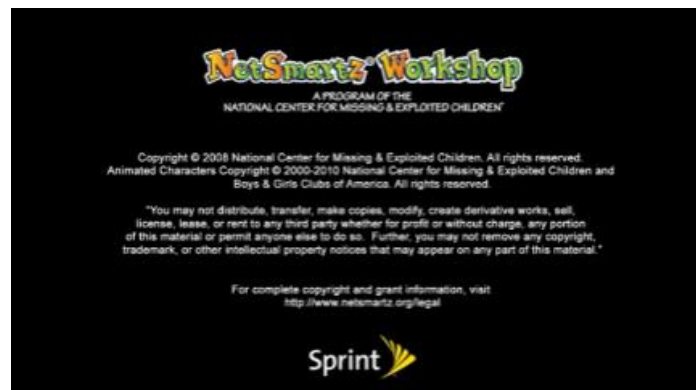 NetSmartz® Workshop
A PROGRAM OF THE
NATIONAL CENTER FOR MISSING & EXPLOITED CHILDREN®
Copyright © 2008 National Center for Missing & Exploited Children. All rights reserved.
Animated Characters Copyright © 2000-2010 National Center for Missing & Exploited Children and
Boys & Girls Clubs of America. All rights reserved.
"You may not distribute, transfer, make copies, modify, create derivative works, sell,
license, lease, or rent to any third party whether for profit or without charge, any portion
of this material or permit anyone else to do so. Further, you may not remove any copyright,
trademark, or other intellectual property notices that may appear on any part of this material."
For complete copyright and grant information, visit
http://www.netsmartz.org/legal
Sprint